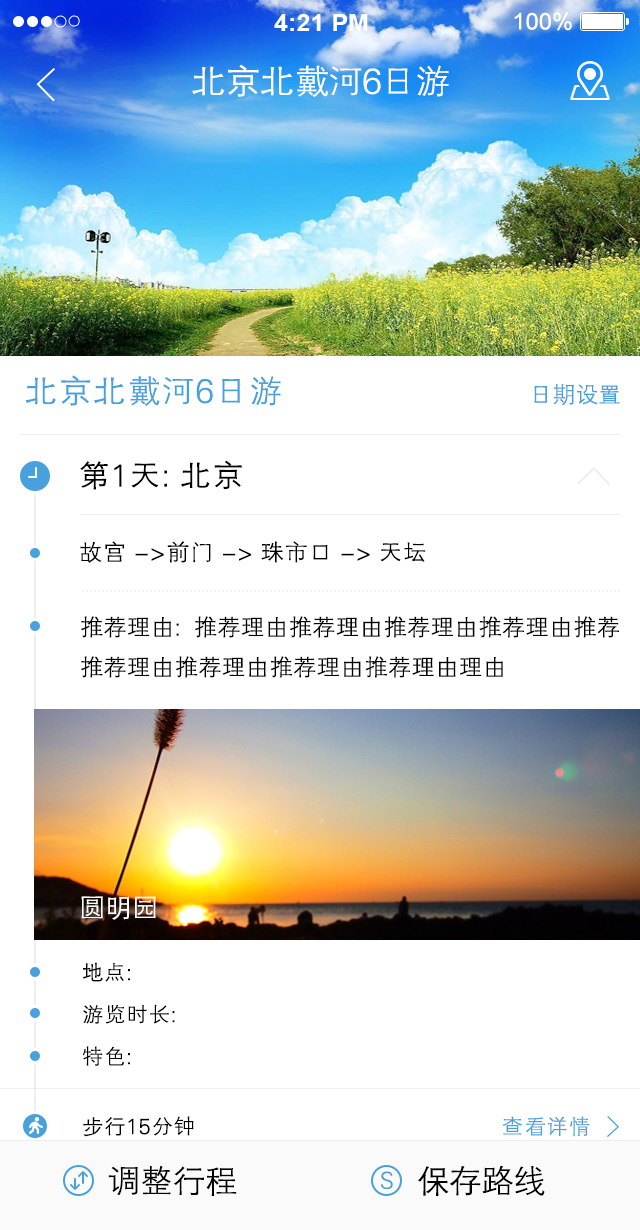 4:21 PM
100%
北京北戴河6日游
北京北戴河6日游
日期设置
第1天: 北京
故宫 –>前门 –> 珠市口 –> 天坛
推荐理由: 推荐理由推荐理由推荐理由推荐理由推荐
推荐理由推荐理由推荐理由推荐理由理由
圆明园
地点:
游览时长:
特色:
步行15分钟
查看详情
调整行程
S 保存路线